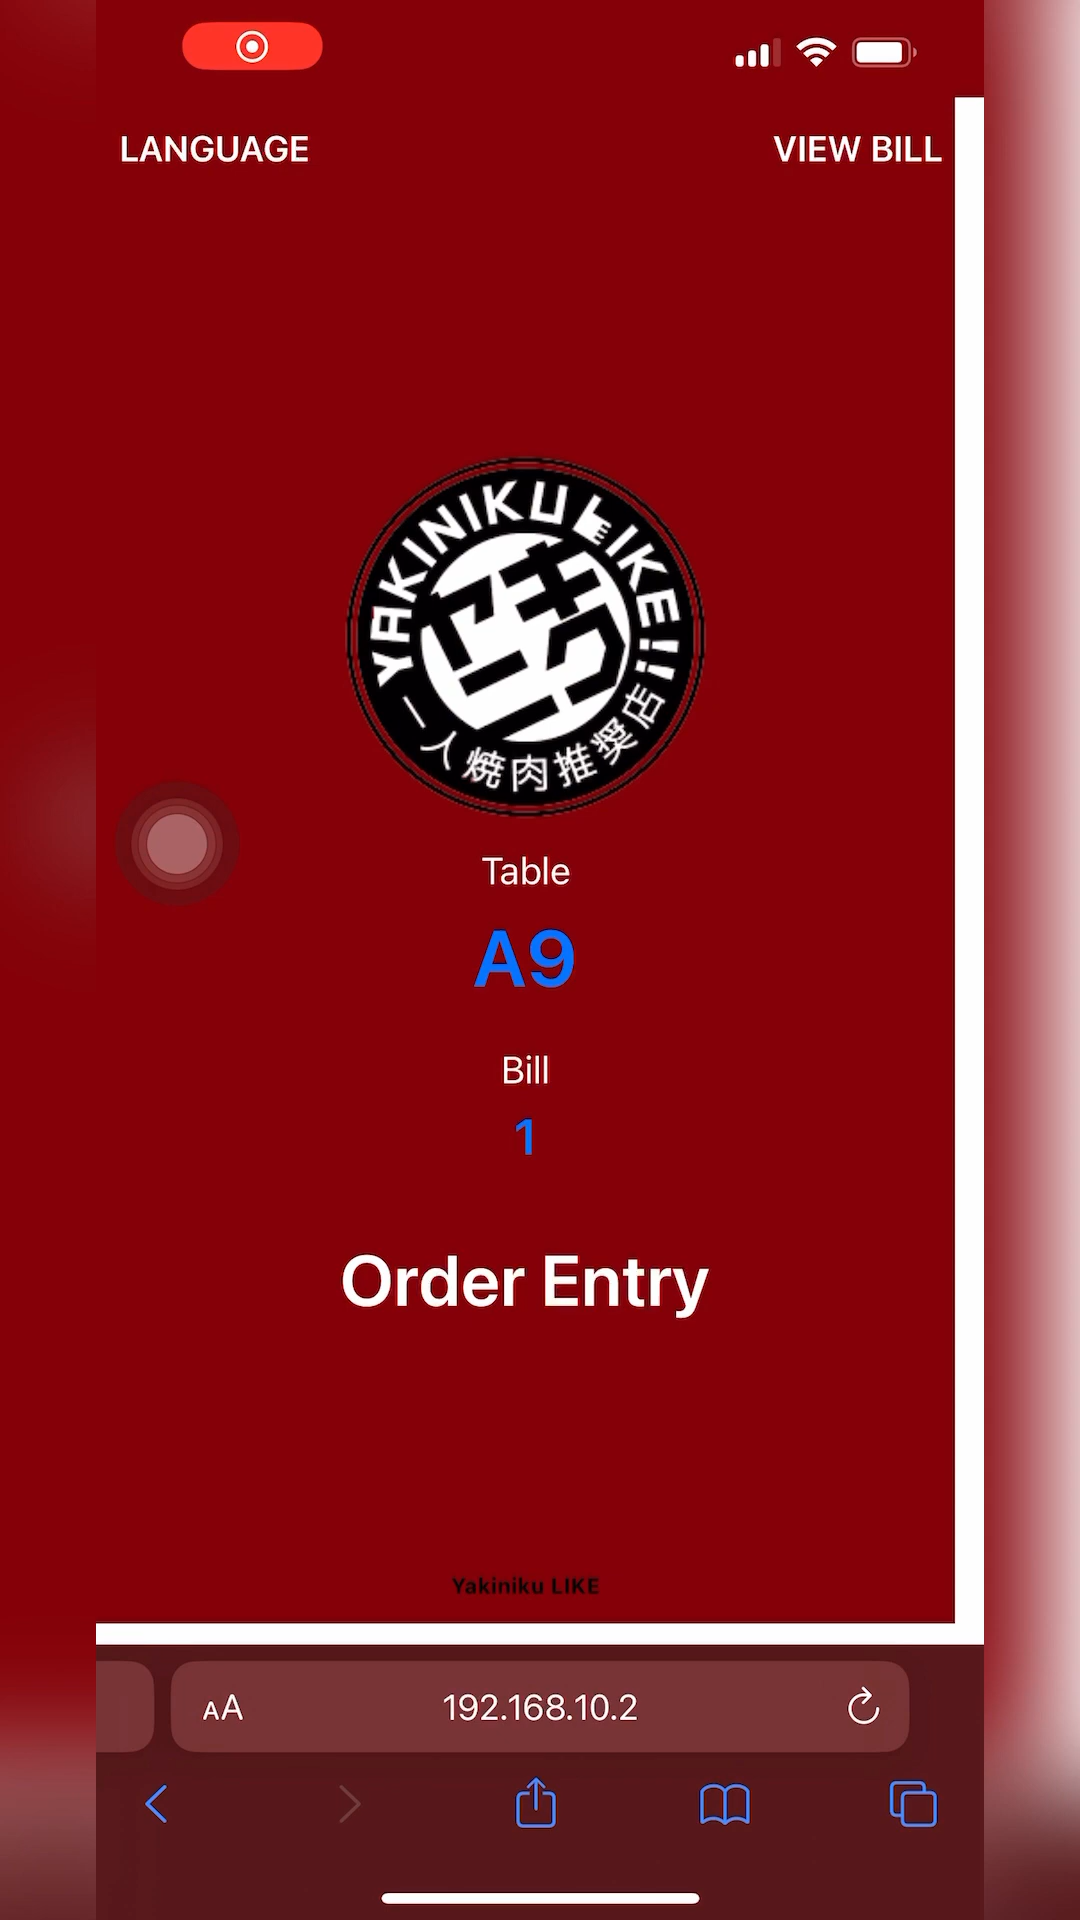 LANGUAGE
VIEW BILL
YAKINIKU LIKE!!
一人焼肉推奨店
Table
A9
Bill
1
Order Entry
Yakiniku LIKE
AA
192.168.10.2